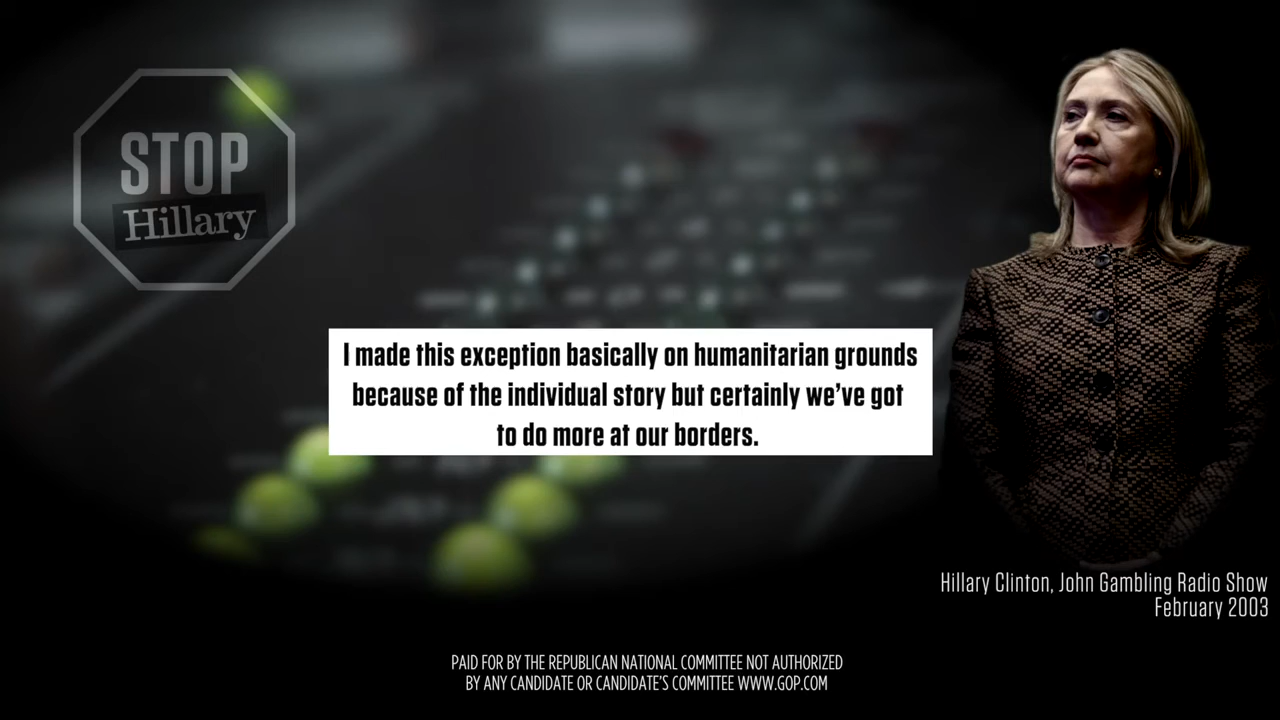 STOP
Hillary
I made this exception basically on humanitarian grounds
because of the individual story but certainly we've got
to do more at our borders.
Hillary Clinton, John Gambling Radio Show
February 2003
PAID FOR BY THE REPUBLICAN NATIONAL COMMITTEE NOT AUTHORIZED
BY ANY CANDIDATE OR CANDIDATE'S COMMITTEE WWW.GOP.COM